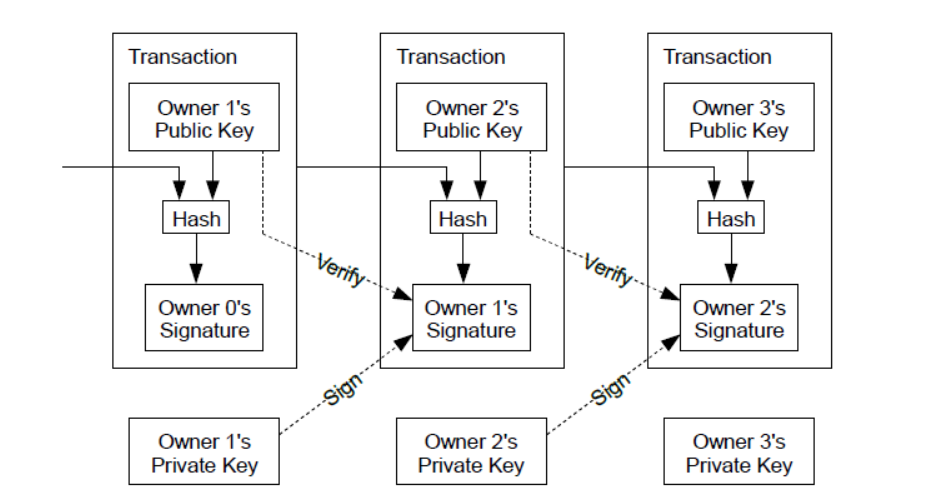 Transaction
Transaction
Transaction
Owner 1's
Public Key
Owner 2's
Public Key
Owner 3's
Public Key
Hash
Hash
Hash
Verify
Verify
Owner 0's
Signature
Owner 1's
Signature
Owner 2's
Signature
Sign
Sign
Owner 1's
Private Key
Owner 2's
Private Key
Owner 3's
Private Key